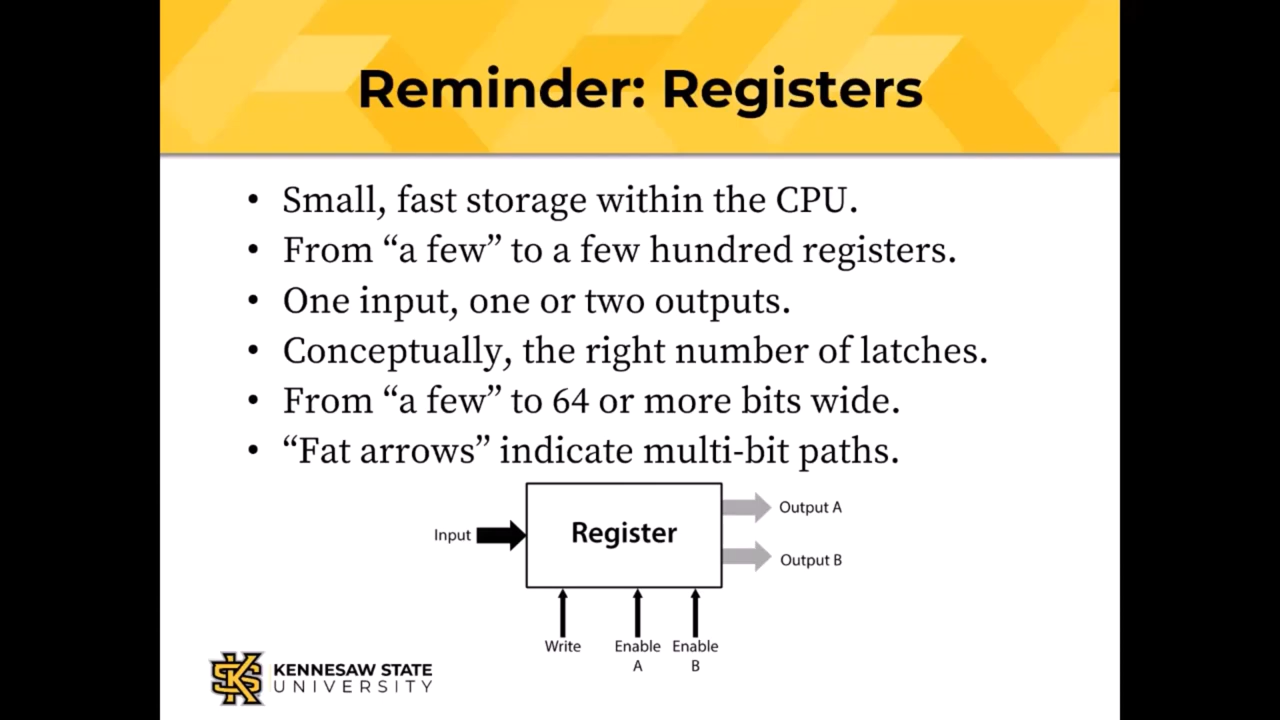 Reminder: Registers
• Small, fast storage within the CPU.
• From “a few” to a few hundred registers.
• One input, one or two outputs.
• Conceptually, the right number of latches.
• From “a few” to 64 or more bits wide.
• “Fat arrows” indicate multi-bit paths.
Input
Register
Output A
Output B
Write
Enable
A
Enable
B
KENNESAW STATE
UNIVERSITY